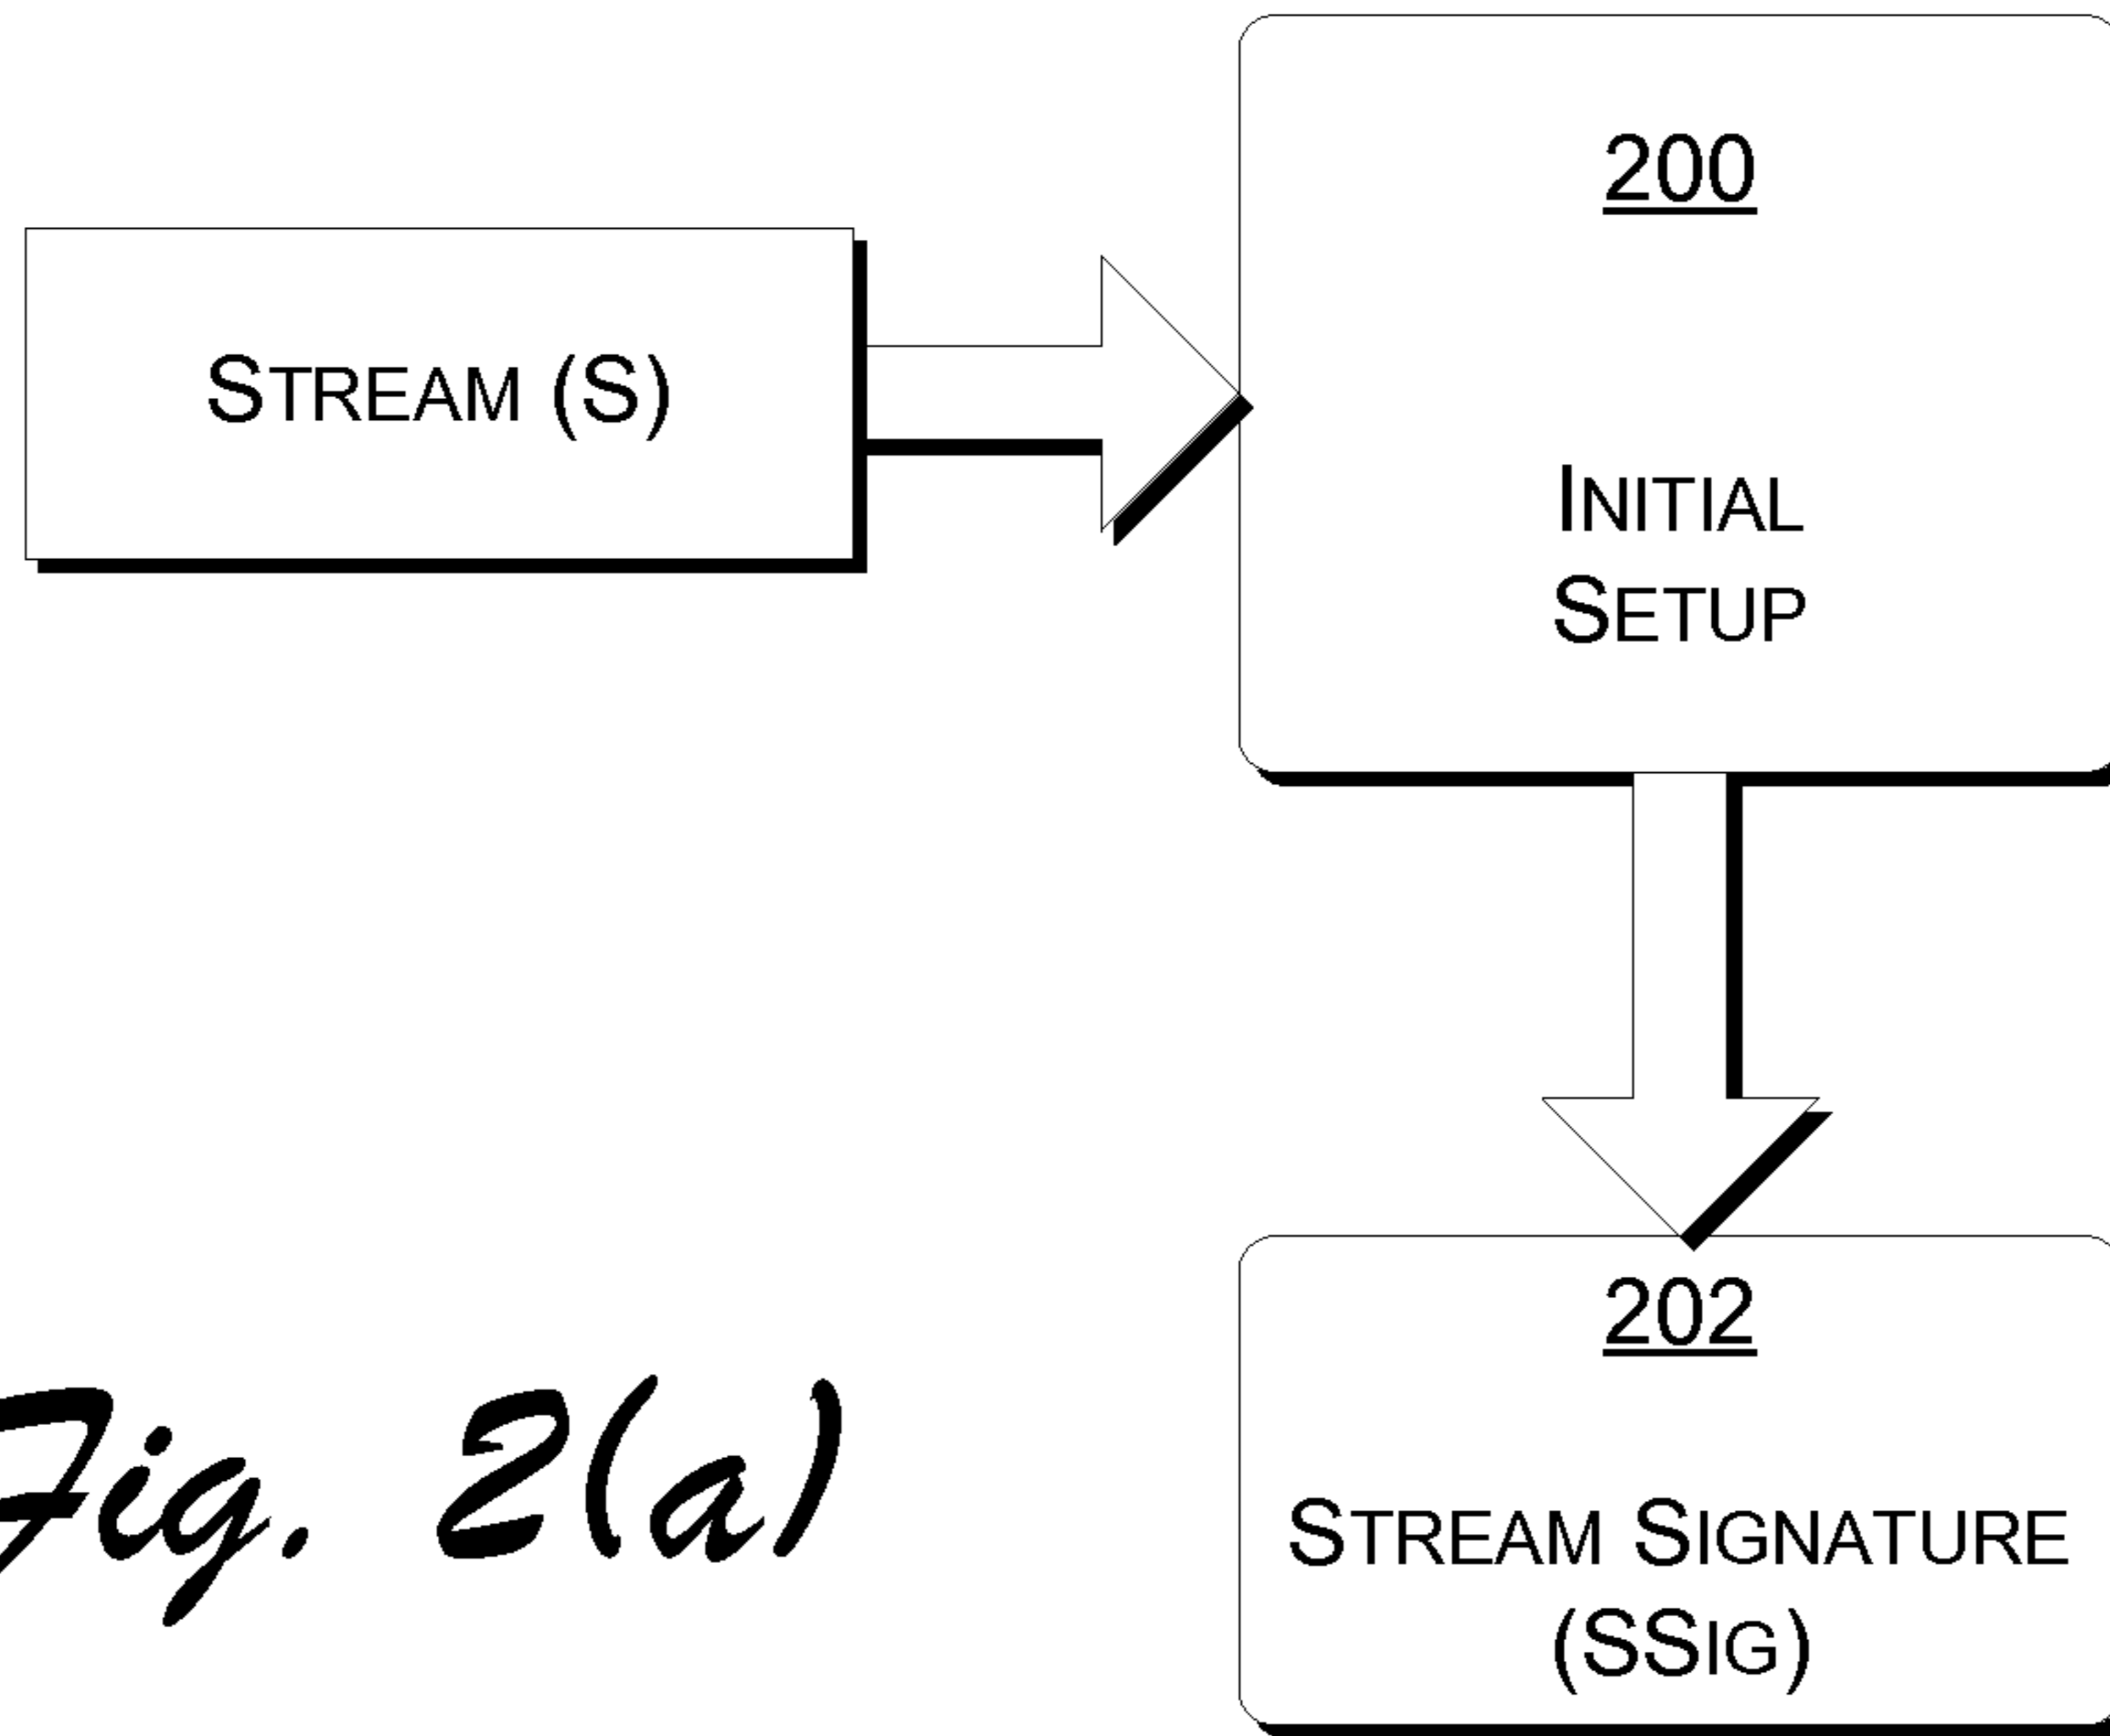 200
STREAM (S)
INITIAL
SETUP
202
STREAM SIGNATURE
(SSIG)
Fig. 2(a)